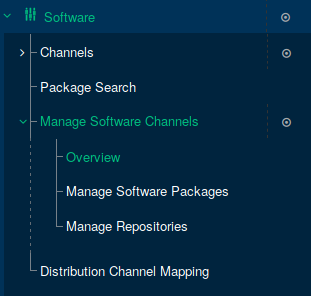 Software
Channels
Package Search
Manage Software Channels
Overview
Manage Software Packages
Manage Repositories
Distribution Channel Mapping